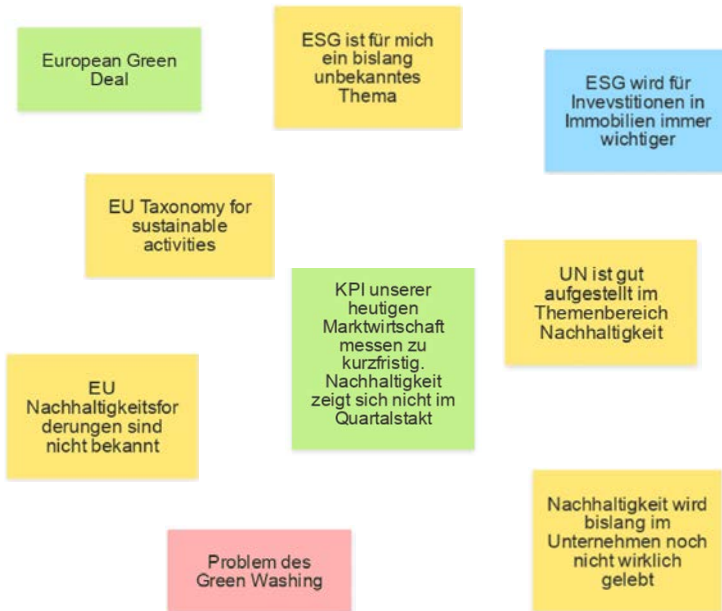 European Green
Deal
ESG ist für mich
ein bislang
unbekanntes
Thema
ESG wird für
Invevstitionen in
Immobilien immer
wichtiger
EU Taxonomy for
sustainable
activities
UN ist gut
aufgestellt im
Themenbereich
Nachhaltigkeit
KPI unserer
heutigen
Marktwirtschaft
messen zu
kurzfristig.
Nachhaltigkeit
zeigt sich nicht im
Quartalstakt
EU
Nachhaltigkeitsfor
derungen sind
nicht bekannt
Nachhaltigkeit wird
bislang im
Unternehmen noch
nicht wirklich
gelebt
Problem des
Green Washing